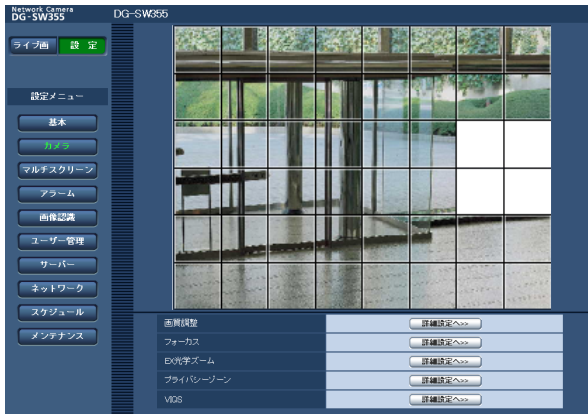 Network Camera
DG-SW355
DG-SW355
ライブ画
設 定
設定メニュー
基本
カメラ
マルチスクリーン
アラーム
画像認識
ユーザー管理
サーバー
ネットワーク
スケジュール
メンテナンス
画質調整 詳細設定へ>>
フォーカス 詳細設定へ>>
EX光学ズーム 詳細設定へ>>
プライバシーゾーン 詳細設定へ>>
VIQS 詳細設定へ>>